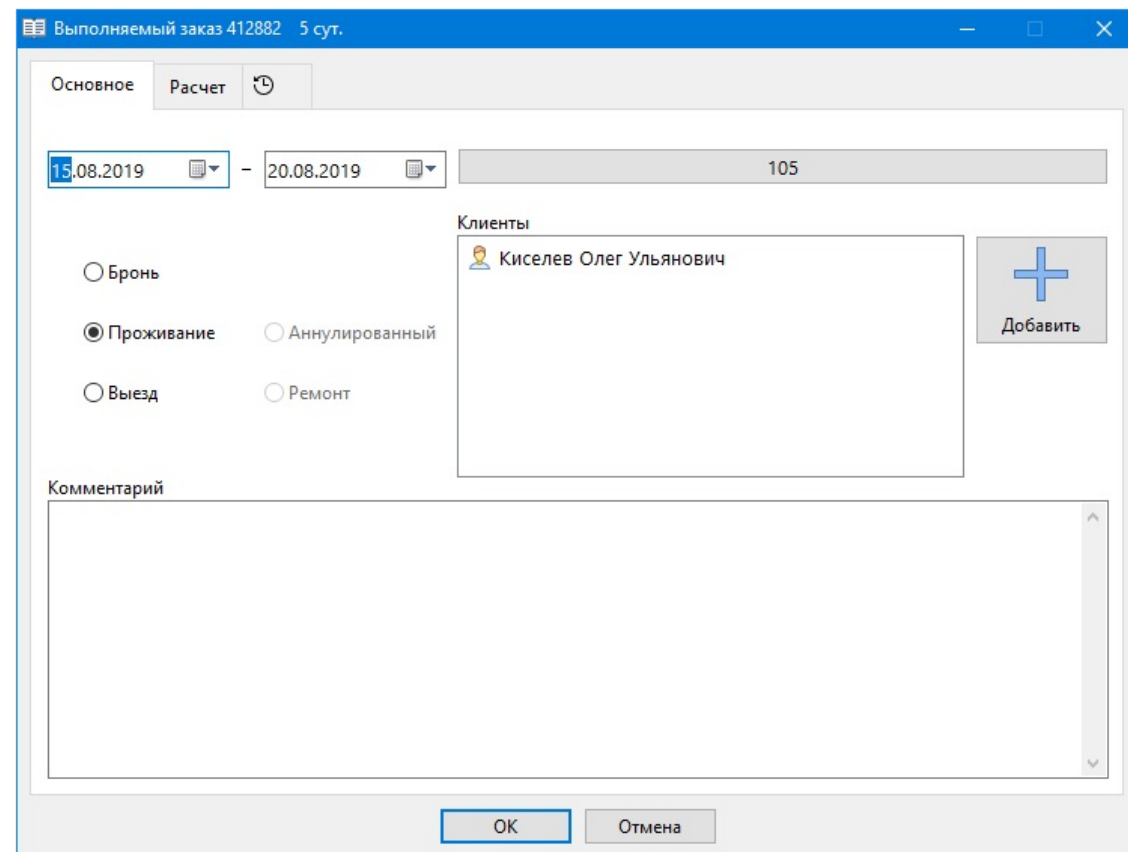 Выполняемый заказ 412882 5 сут.
Основное Расчет
15.08.2019 – 20.08.2019 105
Клиенты
Киселев Олег Ульянович
Бронь
Проживание Аннулированный
Добавить
Выезд Ремонт
Комментарий
OK Отмена